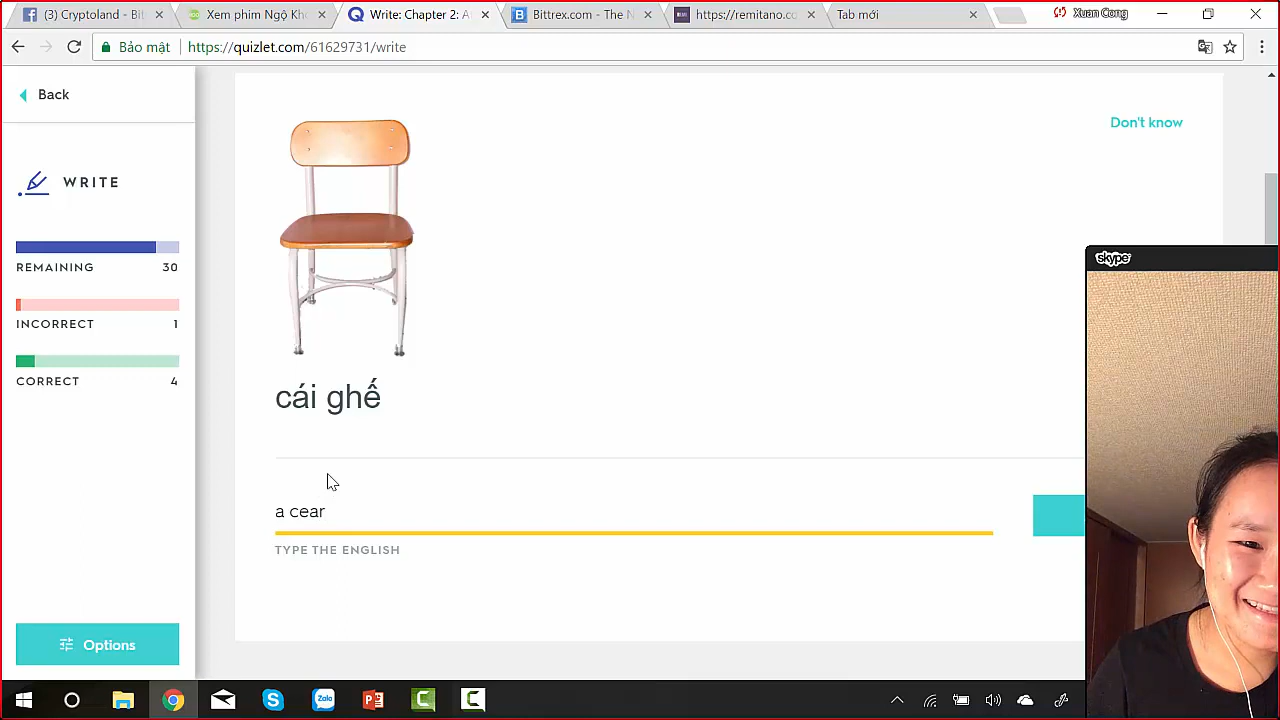 (3) Cryptoland - Bit
Xem phim Ngộ Kh
Write: Chapter 2: A
Bittrex.com - The N
https://remitano.co
Tab mới
Xuan Cong
Bảo mật
https://quizlet.com/61629731/write
Back
Don't know
WRITE
REMAINING 30
INCORRECT 1
CORRECT 4
skype
cái ghế
a cear
TYPE THE ENGLISH
Options
Zalo